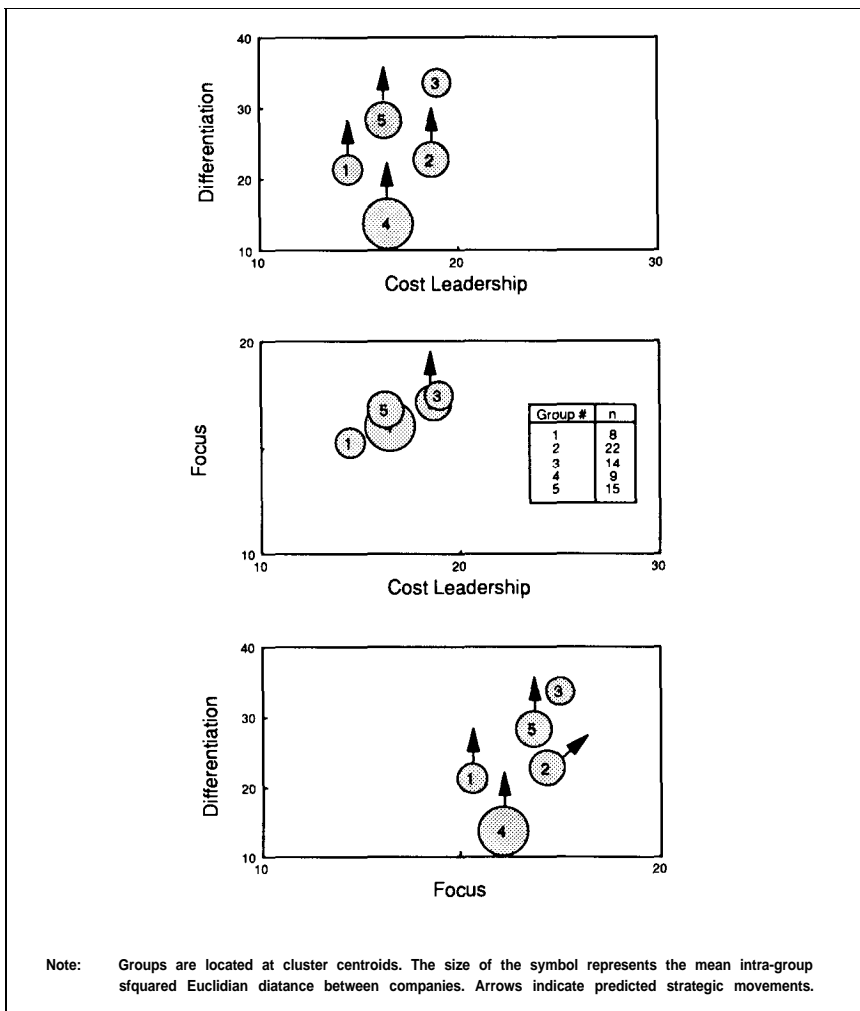 40
Differentiation
30
20
10
3
5
2
1
4
10 20 30
Cost Leadership
20
Focus
10
3
5
1
Group # n
1 8
2 22
3 14
4 9
5 15
10 20 30
Cost Leadership
40
Differentiation
30
20
10
3
5
2
1
4
10 20
Focus
Note: Groups are located at cluster centroids. The size of the symbol represents the mean intra-group
sfquared Euclidian diatance between companies. Arrows indicate predicted strategic movements.